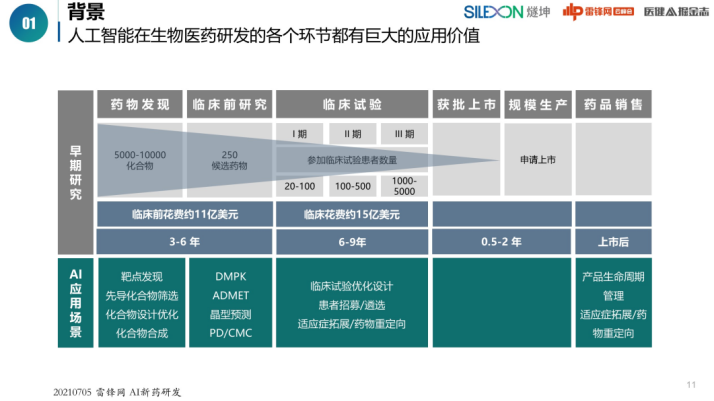 01
背景
人工智能在生物医药研发的各个环节都有巨大的应用价值
SILEXON 燧坤
雷锋网
医健AI掘金志
药物发现
临床前研究
临床试验
获批上市
规模生产
药品销售
早期研究
5000-10000
化合物
250
候选药物
I 期
II 期
III 期
参加临床试验患者数量
20-100
100-500
1000-
5000
申请上市
临床前花费约11亿美元
临床花费约15亿美元
3-6 年
6-9年
0.5-2 年
上市后
AI应用场景
靶点发现
先导化合物筛选
化合物设计优化
化合物合成
DMPK
ADMET
晶型预测
PD/CMC
临床试验优化设计
患者招募/遴选
适应症拓展/药物重定向
产品生命周期
管理
适应症拓展/药
物重定向
20210705 雷锋网 AI新药研发
11